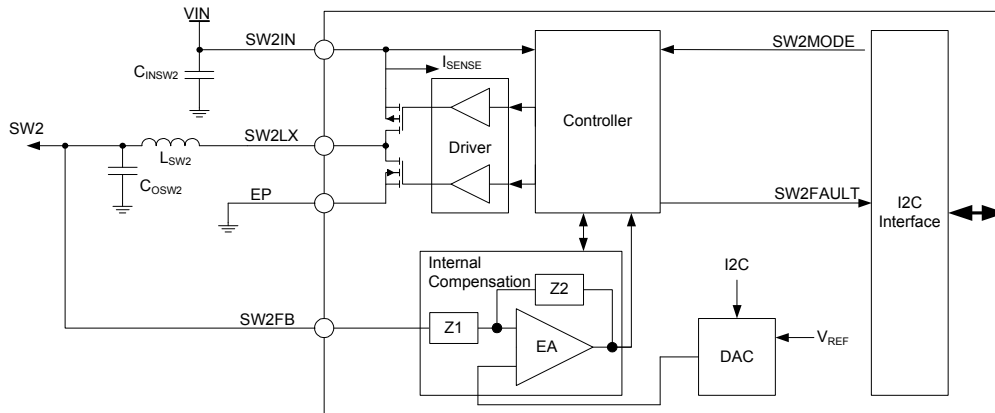 VIN
SW2IN
SW2MODE
CINSW2
ISENSE
SW2
SW2LX
LSW2
COSW2
Driver
Controller
EP
SW2FAULT
I2C
Interface
Internal
Compensation
Z2
I2C
SW2FB
Z1
EA
DAC
VREF